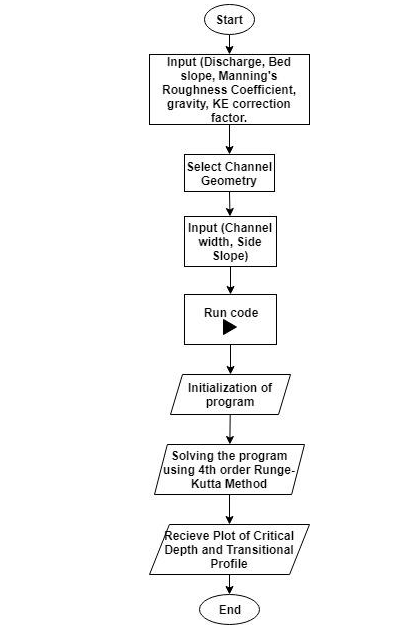 Start
Input (Discharge, Bed
slope, Manning's
Roughness Coefficient,
gravity, KE correction
factor.
Select Channel
Geometry
Input (Channel
width, Side
Slope)
Run code
Initialization of
program
Solving the program
using 4th order Runge-
Kutta Method
Recieve Plot of Critical
Depth and Transitional
Profile
End